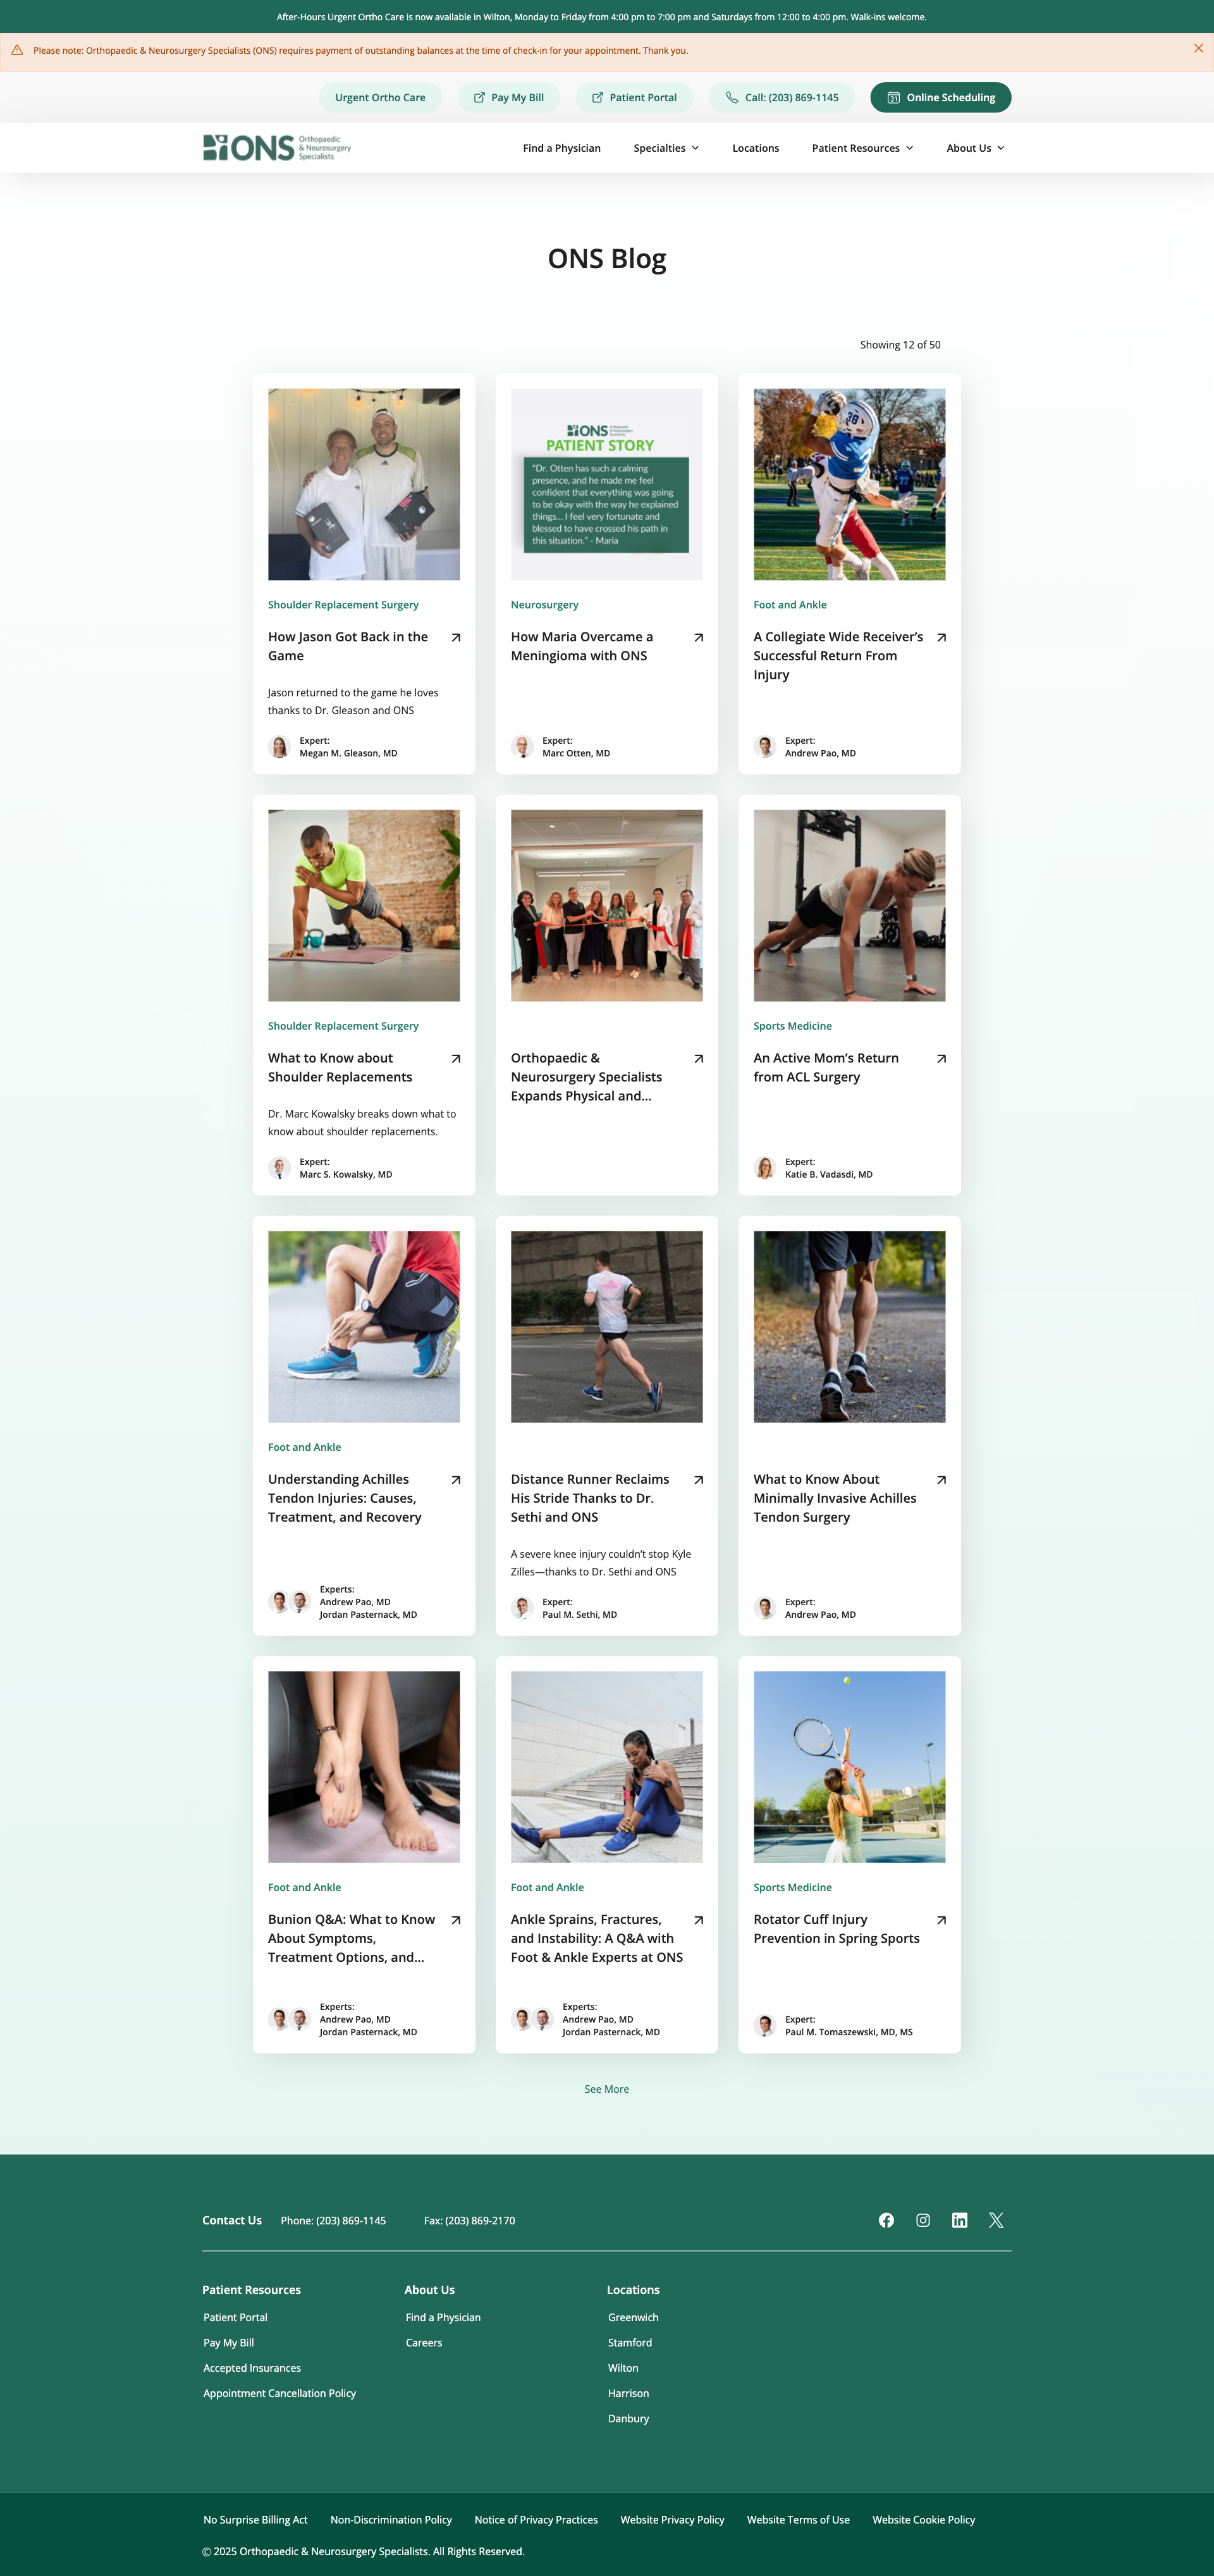 After-Hours Urgent Ortho Care is now available in Wilton, Monday to Friday from 4:00 pm to 7:00 pm and Saturdays from 12:00 to 4:00 pm. Walk-ins welcome.
Please note: Orthopaedic & Neurosurgery Specialists (ONS) requires payment of outstanding balances at the time of check-in for your appointment. Thank you.
Urgent Ortho Care
Pay My Bill
Patient Portal
Call: (203) 869-1145
31
Online Scheduling
ONS
Orthopaedic
& Neurosurgery
Specialists
Find a Physician
Specialties
Locations
Patient Resources
About Us
ONS Blog
Showing 12 of 50
Shoulder Replacement Surgery
How Jason Got Back in the
Game
Jason returned to the game he loves
thanks to Dr. Gleason and ONS
Expert:
Megan M. Gleason, MD
ONS
PATIENT STORY
"Dr. Otten has such a calming
presence, and he made me feel
confident that everything was going
to be okay with the way he explained
things... I feel very fortunate and
blessed to have crossed his path in
this situation." - Maria
Neurosurgery
How Maria Overcame a
Meningioma with ONS
Expert:
Marc Otten, MD
38
Foot and Ankle
A Collegiate Wide Receiver’s
Successful Return From
Injury
Expert:
Andrew Pao, MD
Shoulder Replacement Surgery
What to Know about
Shoulder Replacements
Dr. Marc Kowalsky breaks down what to
know about shoulder replacements.
Expert:
Marc S. Kowalsky, MD
Orthopaedic &
Neurosurgery Specialists
Expands Physical and...
Sports Medicine
An Active Mom’s Return
from ACL Surgery
Expert:
Katie B. Vadasdi, MD
Foot and Ankle
Understanding Achilles
Tendon Injuries: Causes,
Treatment, and Recovery
Experts:
Andrew Pao, MD
Jordan Pasternack, MD
Distance Runner Reclaims
His Stride Thanks to Dr.
Sethi and ONS
A severe knee injury couldn’t stop Kyle
Zilles—thanks to Dr. Sethi and ONS
Expert:
Paul M. Sethi, MD
What to Know About
Minimally Invasive Achilles
Tendon Surgery
Expert:
Andrew Pao, MD
Foot and Ankle
Bunion Q&A: What to Know
About Symptoms,
Treatment Options, and...
Experts:
Andrew Pao, MD
Jordan Pasternack, MD
Foot and Ankle
Ankle Sprains, Fractures,
and Instability: A Q&A with
Foot & Ankle Experts at ONS
Experts:
Andrew Pao, MD
Jordan Pasternack, MD
Sports Medicine
Rotator Cuff Injury
Prevention in Spring Sports
Expert:
Paul M. Tomaszewski, MD, MS
See More
Contact Us
Phone: (203) 869-1145
Fax: (203) 869-2170
Patient Resources
Patient Portal
Pay My Bill
Accepted Insurances
Appointment Cancellation Policy
About Us
Find a Physician
Careers
Locations
Greenwich
Stamford
Wilton
Harrison
Danbury
No Surprise Billing Act
Non-Discrimination Policy
Notice of Privacy Practices
Website Privacy Policy
Website Terms of Use
Website Cookie Policy
© 2025 Orthopaedic & Neurosurgery Specialists. All Rights Reserved.